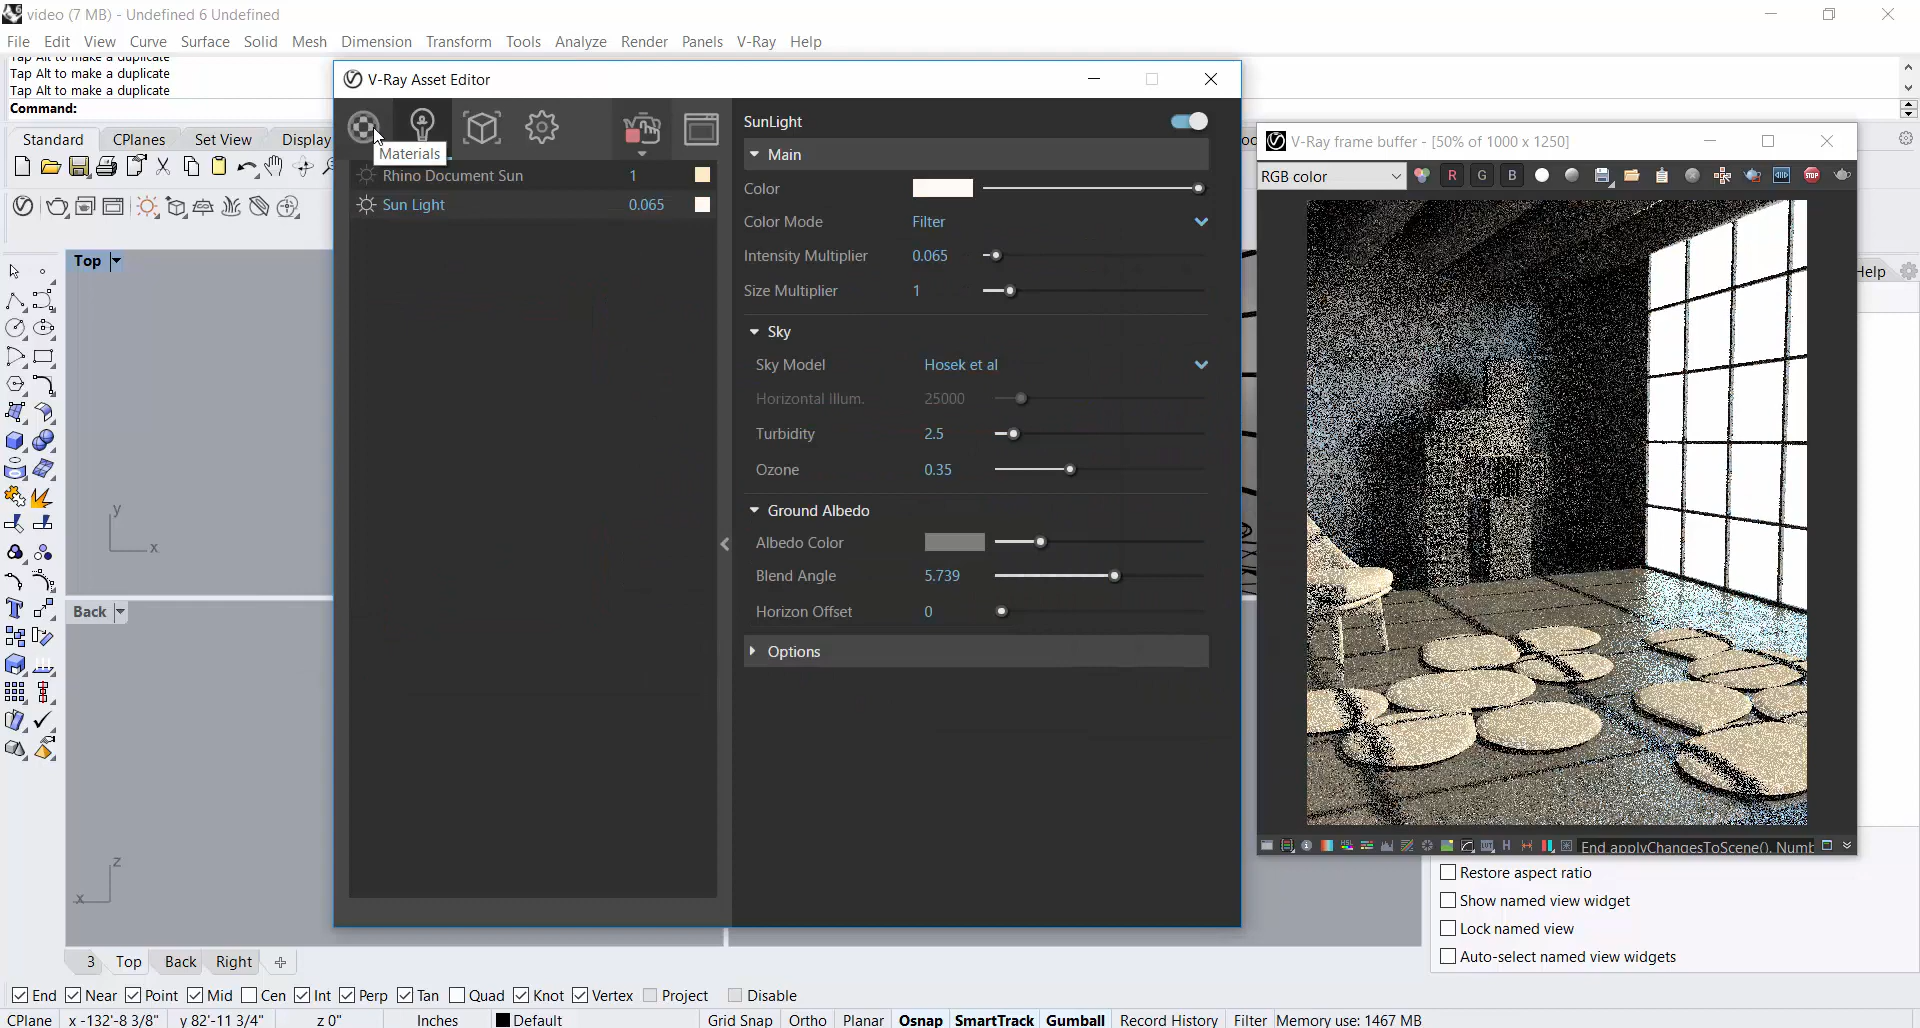 video (7 MB) - Undefined 6 Undefined
File Edit View Curve Surface Solid Mesh Dimension Transform Tools Analyze Render Panels V-Ray Help
Tap Alt to make a duplicate
Tap Alt to make a duplicate
Tap Alt to make a duplicate
Command:
Standard CPlanes Set View Display
V-Ray Asset Editor
Materials
Rhino Document Sun 1
Sun Light 0.065
SunLight
Main
Color
Color Mode Filter
Intensity Multiplier 0.065
Size Multiplier 1
Sky
Sky Model Hosek et al
Horizontal Illum. 25000
Turbidity 2.5
Ozone 0.35
Ground Albedo
Albedo Color
Blend Angle 5.739
Horizon Offset 0
Options
V-Ray frame buffer - [50% of 1000 x 1250]
RGB color R G B
STOP
End applyChangesToScene(). Numb
Help
Top
y
x
Back
z
x
Restore aspect ratio
Show named view widget
Lock named view
Auto-select named view widgets
3 Top Back Right
End Near Point Mid Cen Int Perp Tan Quad Knot Vertex Project Disable
CPlane x -132'-8 3/8" y 82'-11 3/4" z 0" Inches Default Grid Snap Ortho Planar Osnap SmartTrack Gumball Record History Filter Memory use: 1467 MB